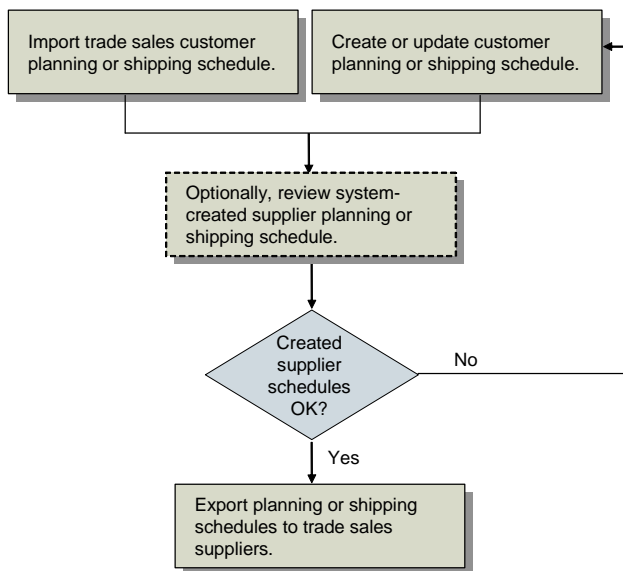 Import trade sales customer
planning or shipping schedule.
Create or update customer
planning or shipping schedule.
Optionally, review system-
created supplier planning or
shipping schedule.
Created
supplier
schedules
OK?
No
Yes
Export planning or shipping
schedules to trade sales
suppliers.